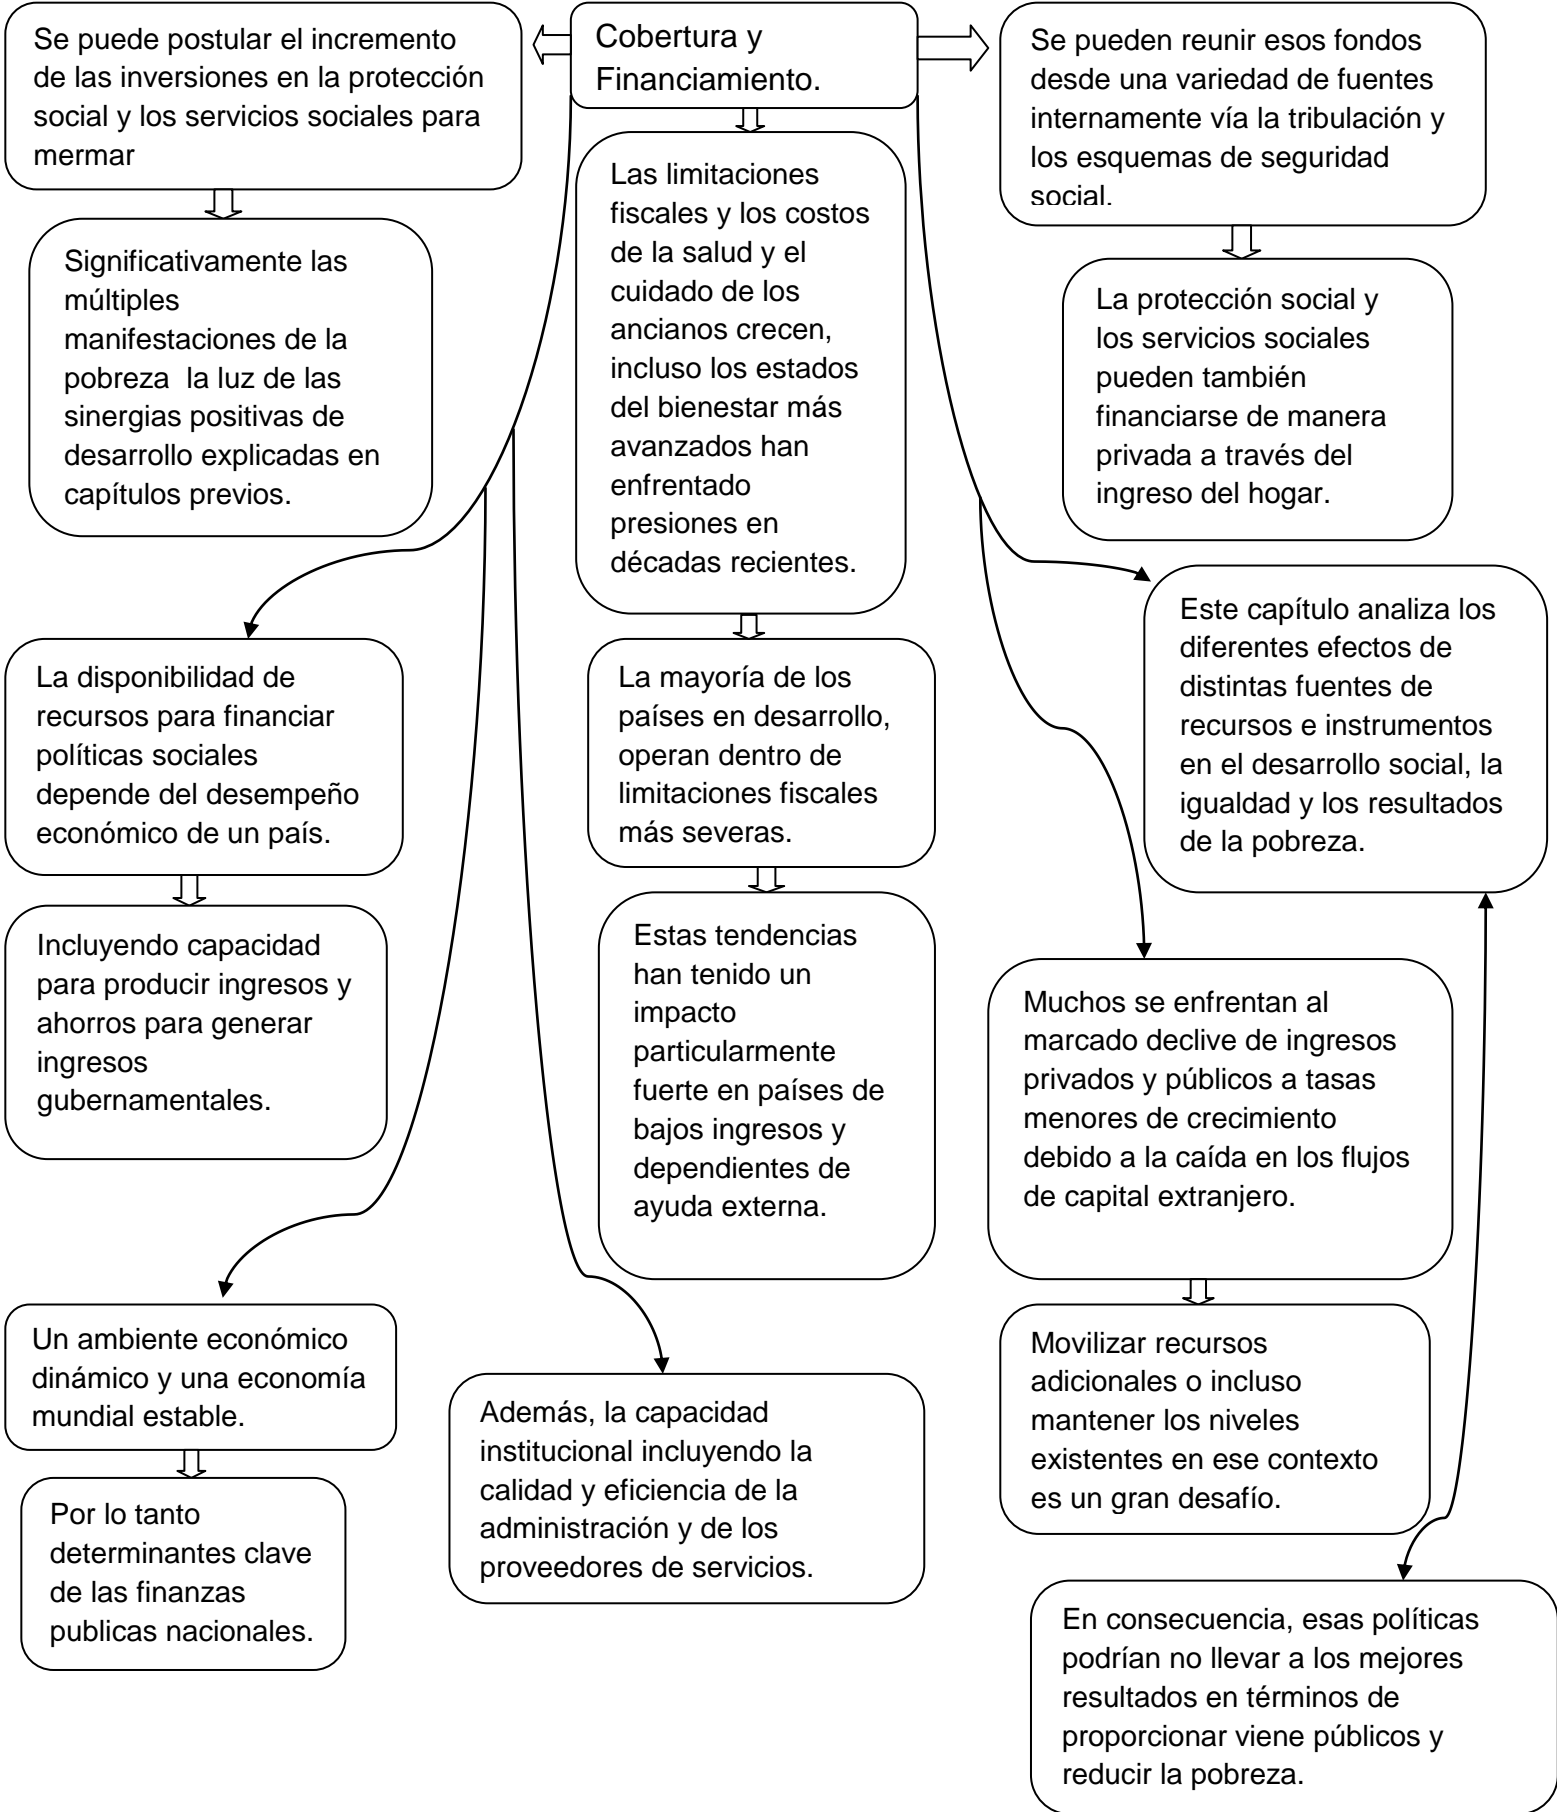 Cobertura y
Financiamiento.
Se puede postular el incremento
de las inversiones en la protección
social y los servicios sociales para
mermar
Significativamente las
múltiples
manifestaciones de la
pobreza  la luz de las
sinergias positivas de
desarrollo explicadas en
capítulos previos.
Las limitaciones
fiscales y los costos
de la salud y el
cuidado de los
ancianos crecen,
incluso los estados
del bienestar más
avanzados han
enfrentado
presiones en
décadas recientes.
La mayoría de los
países en desarrollo,
operan dentro de
limitaciones fiscales
más severas.
Estas tendencias
han tenido un
impacto
particularmente
fuerte en países de
bajos ingresos y
dependientes de
ayuda externa.
Se pueden reunir esos fondos
desde una variedad de fuentes
internamente vía la tribulación y
los esquemas de seguridad
social.
La protección social y
los servicios sociales
pueden también
financiarse de manera
privada a través del
ingreso del hogar.
La disponibilidad de
recursos para financiar
políticas sociales
depende del desempeño
económico de un país.
Incluyendo capacidad
para producir ingresos y
ahorros para generar
ingresos
gubernamentales.
Un ambiente económico
dinámico y una economía
mundial estable.
Por lo tanto
determinantes clave
de las finanzas
publicas nacionales.
Además, la capacidad
institucional incluyendo la
calidad y eficiencia de la
administración y de los
proveedores de servicios.
Este capítulo analiza los
diferentes efectos de
distintas fuentes de
recursos e instrumentos
en el desarrollo social, la
igualdad y los resultados
de la pobreza.
Muchos se enfrentan al
marcado declive de ingresos
privados y públicos a tasas
menores de crecimiento
debido a la caída en los flujos
de capital extranjero.
Movilizar recursos
adicionales o incluso
mantener los niveles
existentes en ese contexto
es un gran desafío.
En consecuencia, esas políticas
podrían no llevar a los mejores
resultados en términos de
proporcionar viene públicos y
reducir la pobreza.